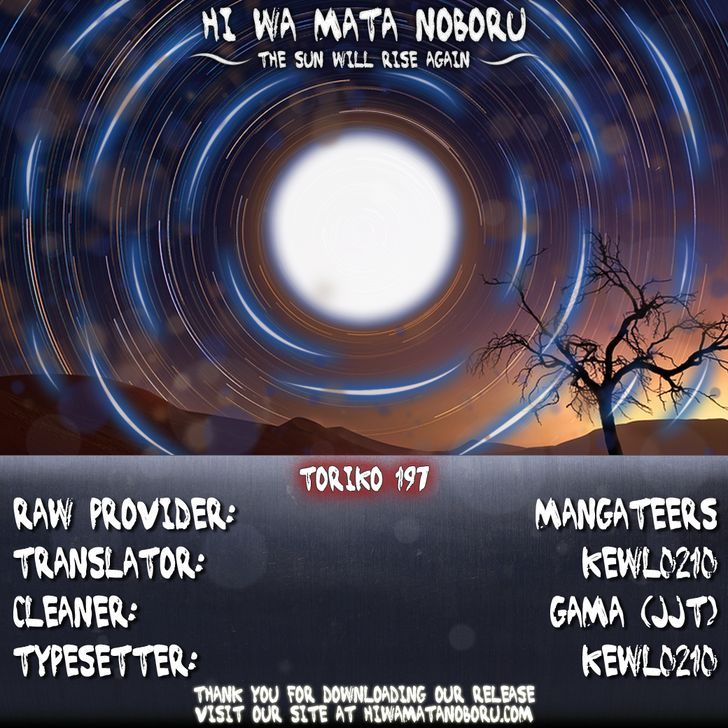 HI WA MATA NOBORU
THE SUN WILL RISE AGAIN
TORIKO 197
RAW PROVIDER: MANGATEERS
TRANSLATOR: KEWL0210
CLEANER: GAMA (JJT)
TYPESETTER: KEWL0210
THANK YOU FOR DOWNLOADING OUR RELEASE
VISIT OUR SITE AT HIWAMATANOBORU.COM